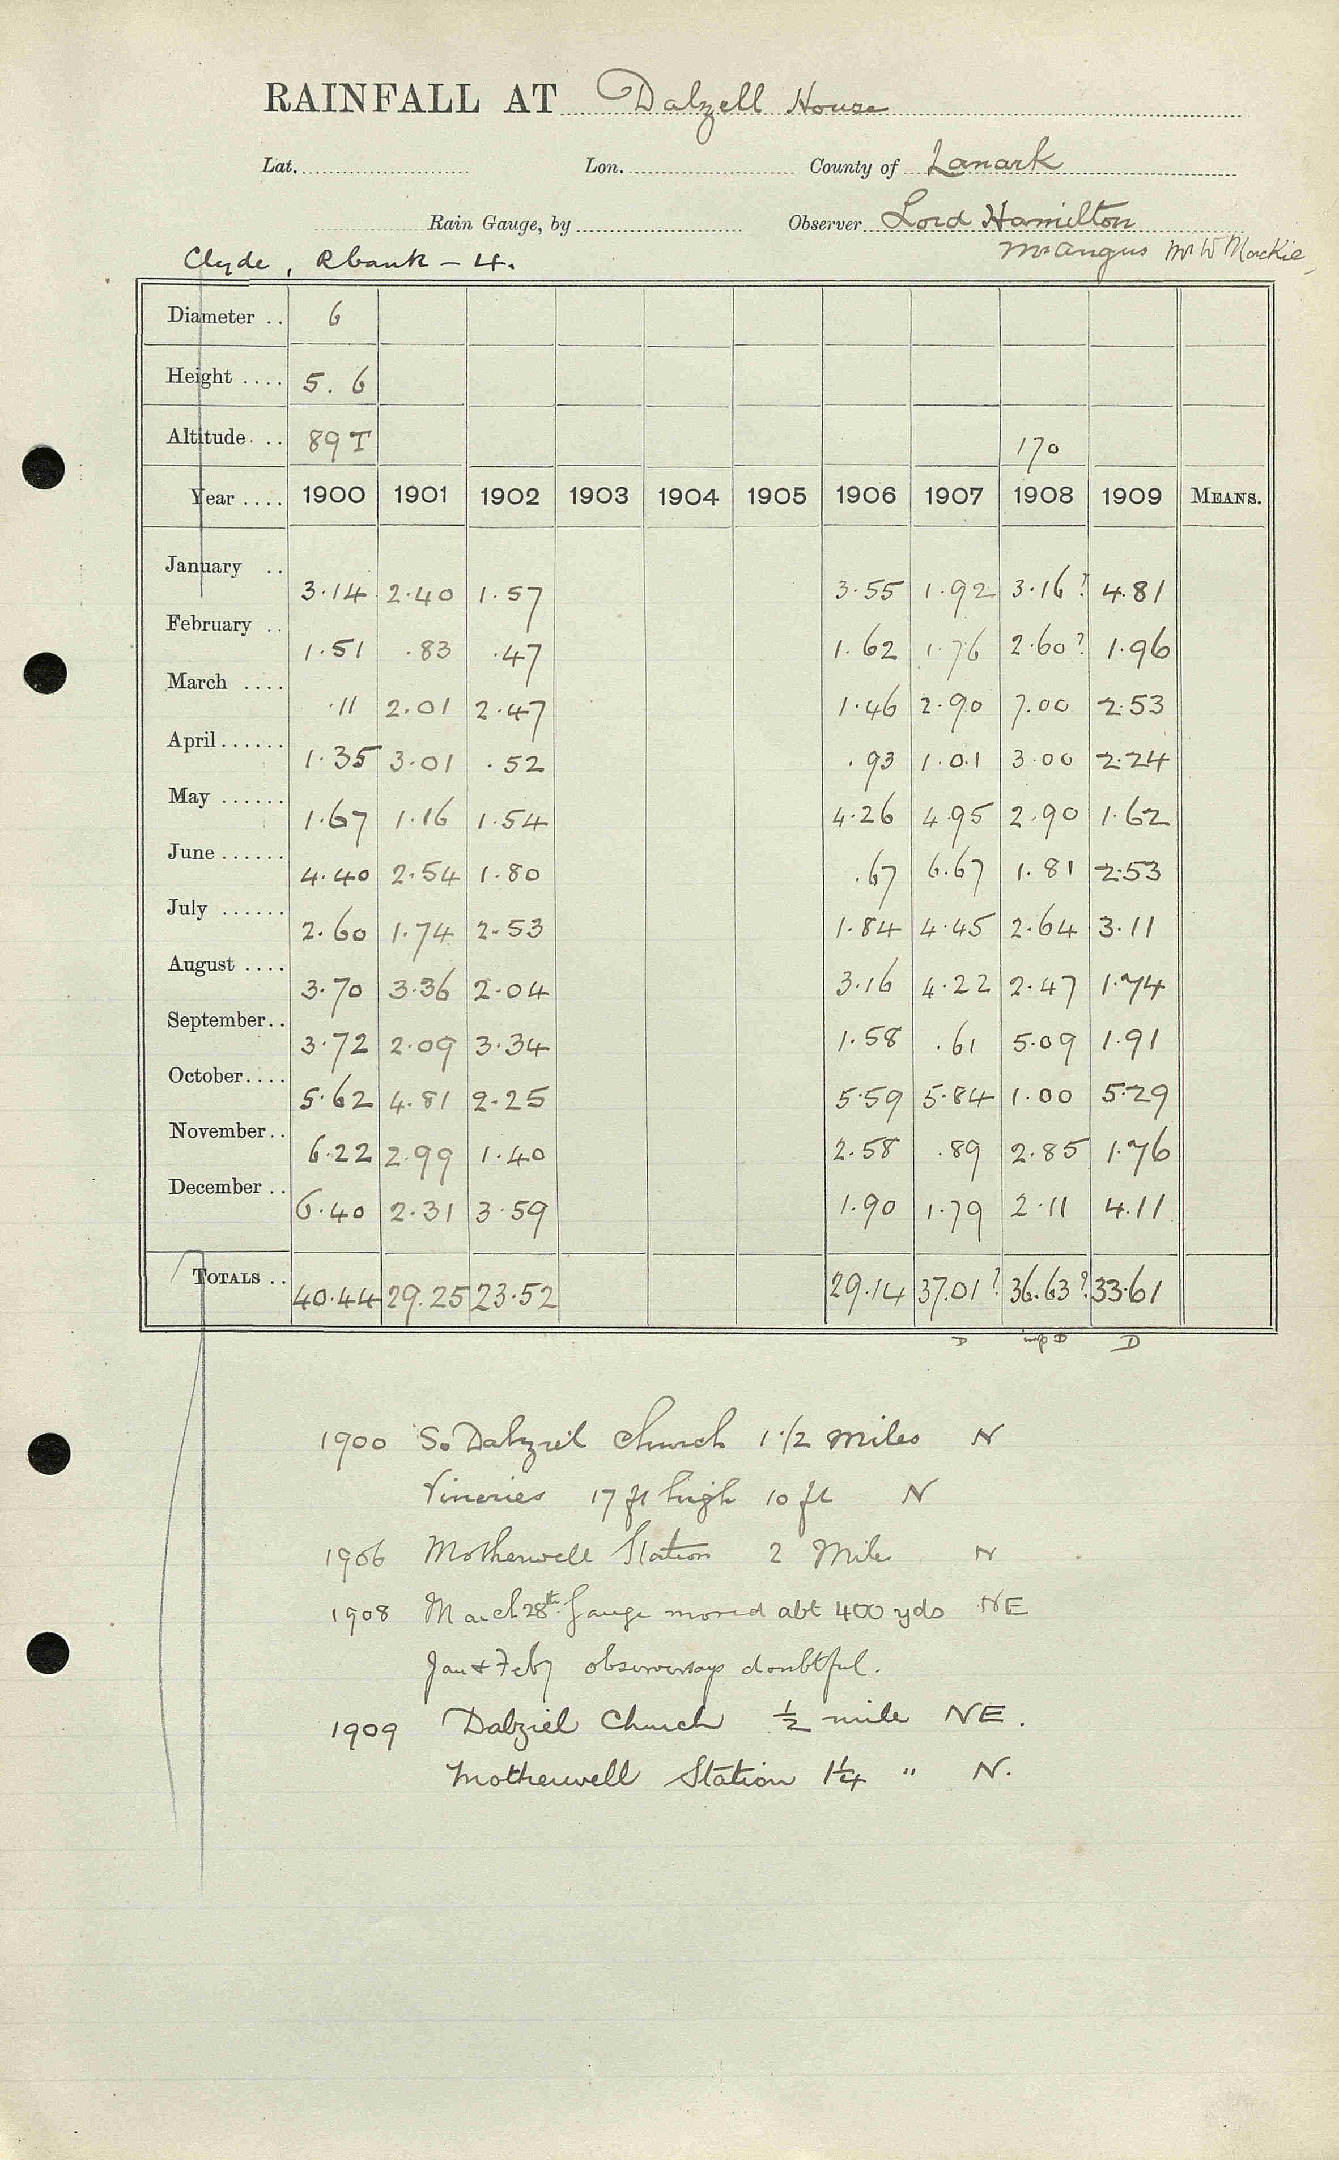 RAINFALL AT Dalzell House
Lat. Lon. County of Lanark
Rain Gauge, by Observer Lord Hamilton
Clyde, Rbank - 4. Mr Angus Mr W Mackie,
Diameter .. 6
Height .... 5. 6
Altitude .. 89 T 170
Year .... 1900 1901 1902 1903 1904 1905 1906 1907 1908 1909 MEANS.
January .. 3.14 2.40 1.57 3.55 1.92 3.16? 4.81
February .. 1.51 .83 .47 1.62 1.76 2.60? 1.96
March .... .11 2.01 2.47 1.46 2.90 7.00 2.53
April...... 1.35 3.01 .52 .93 1.01 3.00 2.24
May ...... 1.67 1.16 1.54 4.26 4.95 2.90 1.62
June ...... 4.40 2.54 1.80 .67 6.67 1.81 2.53
July ...... 2.60 1.74 2.53 1.84 4.45 2.64 3.11
August .... 3.70 3.36 2.04 3.16 4.22 2.47 1.74
September.. 3.72 2.09 3.34 1.58 .61 5.09 1.91
October.... 5.62 4.81 2.25 5.59 5.84 1.00 5.29
November.. 6.22 2.99 1.40 2.58 .89 2.85 1.76
December .. 6.40 2.31 3.59 1.90 1.79 2.11 4.11
TOTALS .. 40.44 29.25 23.52 29.14 37.01? 36.63? 33.61
D D D
1900 So Dalzriel Church 1 1/2 miles N
Vineries 17 ft high 10 ft N
1906 Motherwell Station 2 Miles N
1908 March 28th Gauge moved abt 400 yds NE
Jan & Feby observer says doubtful.
1909 Dalziel Church ½ mile NE.
Motherwell Station 1¼ " N.